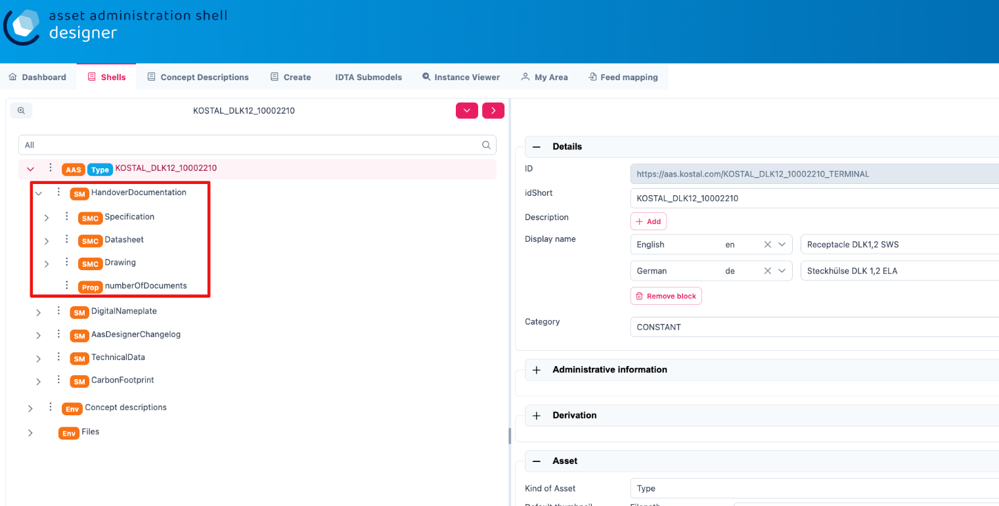 asset administration shell
designer
Dashboard
Shells
Concept Descriptions
Create
IDTA Submodels
Instance Viewer
My Area
Feed mapping
KOSTAL_DLK12_10002210
All
AAS Type KOSTAL_DLK12_10002210
SM HandoverDocumentation
SMC Specification
SMC Datasheet
SMC Drawing
Prop numberOfDocuments
SM DigitalNameplate
SM AasDesignerChangelog
SM TechnicalData
SM CarbonFootprint
Env Concept descriptions
Env Files
Details
ID https://aas.kostal.com/KOSTAL_DLK12_10002210_TERMINAL
idShort KOSTAL_DLK12_10002210
Description + Add
Display name English en Receptacle DLK1,2 SWS
German de Steckhülse DLK 1,2 ELA
Remove block
Category CONSTANT
Administrative information
Derivation
Asset
Kind of Asset Type